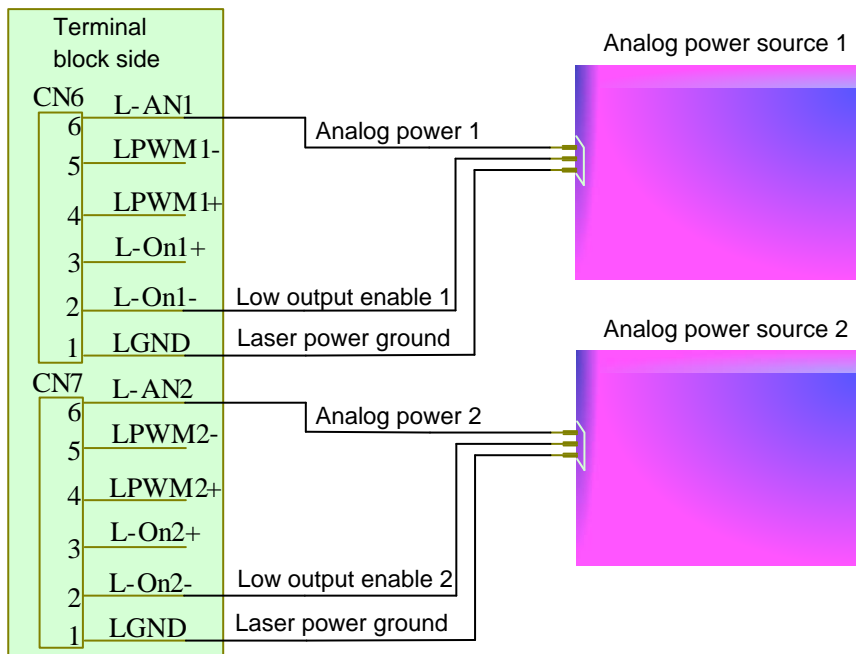 Terminal
block side
Analog power source 1
CN6
L-AN1
6
Analog power 1
LPWM1-
5
LPWM1+
4
L-On1+
3
L-On1-
2
Low output enable 1
LGND
1
Laser power ground
Analog power source 2
CN7
L-AN2
6
Analog power 2
LPWM2-
5
LPWM2+
4
L-On2+
3
L-On2-
2
Low output enable 2
LGND
1
Laser power ground